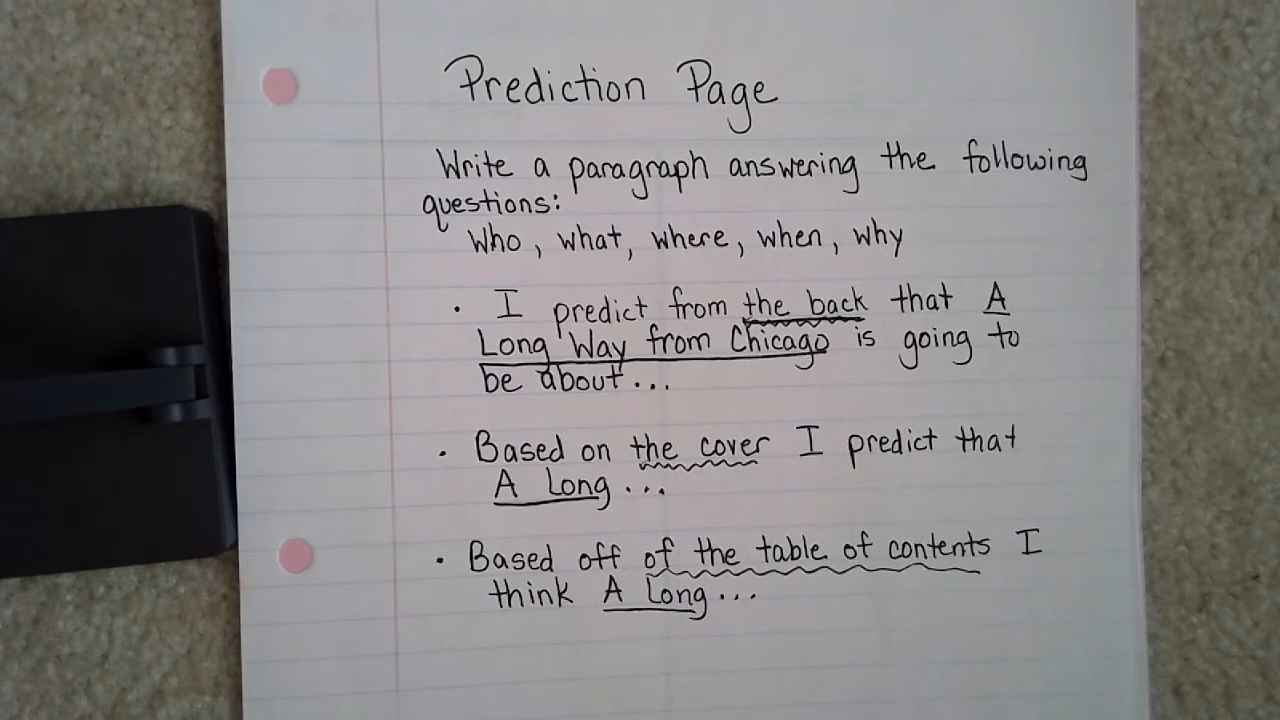 Prediction Page
Write a paragraph answering the following
questions:
Who, what, where, when, why
• I predict from the back that A
Long Way from Chicago is going to
be about...
• Based on the cover I predict that
A Long...
• Based off of the table of contents I
think A Long...